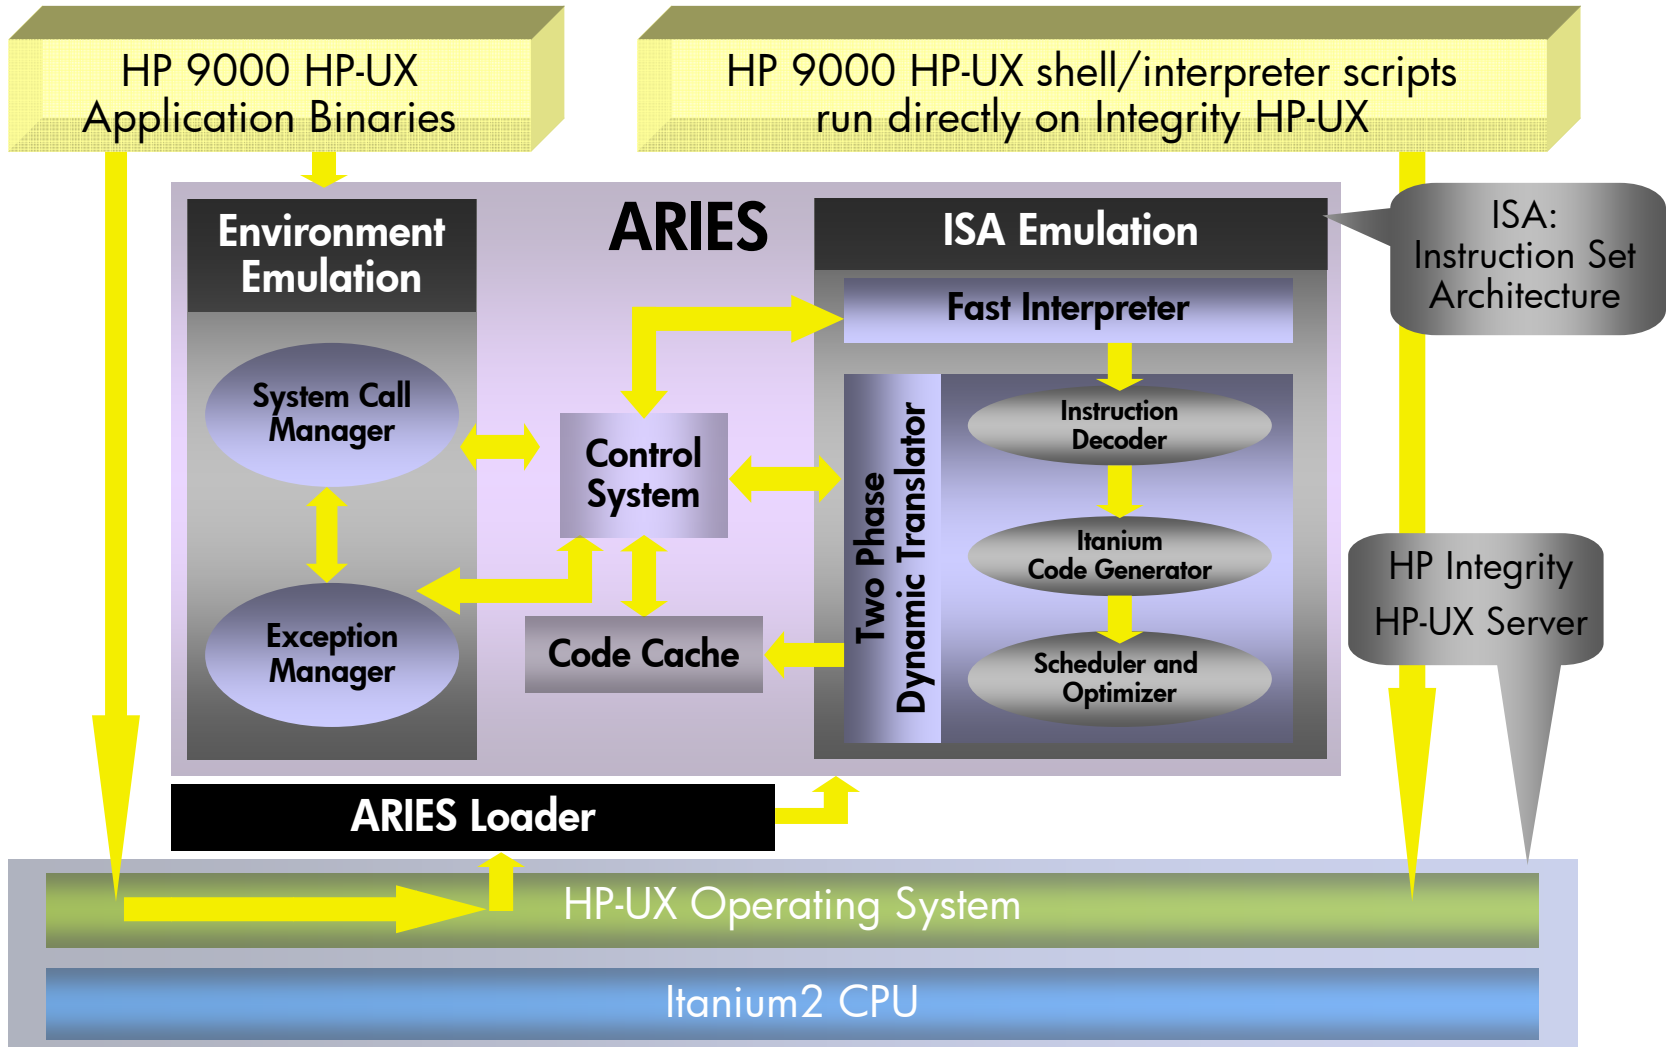 HP 9000 HP-UX
Application Binaries
HP 9000 HP-UX shell/interpreter scripts
run directly on Integrity HP-UX
ARIES
Environment
Emulation
System Call
Manager
Exception
Manager
Control
System
Code Cache
ISA Emulation
Fast Interpreter
Two Phase
Dynamic Translator
Instruction
Decoder
Itanium
Code Generator
Scheduler and
Optimizer
ISA:
Instruction Set
Architecture
HP Integrity
HP-UX Server
ARIES Loader
HP-UX Operating System
Itanium2 CPU